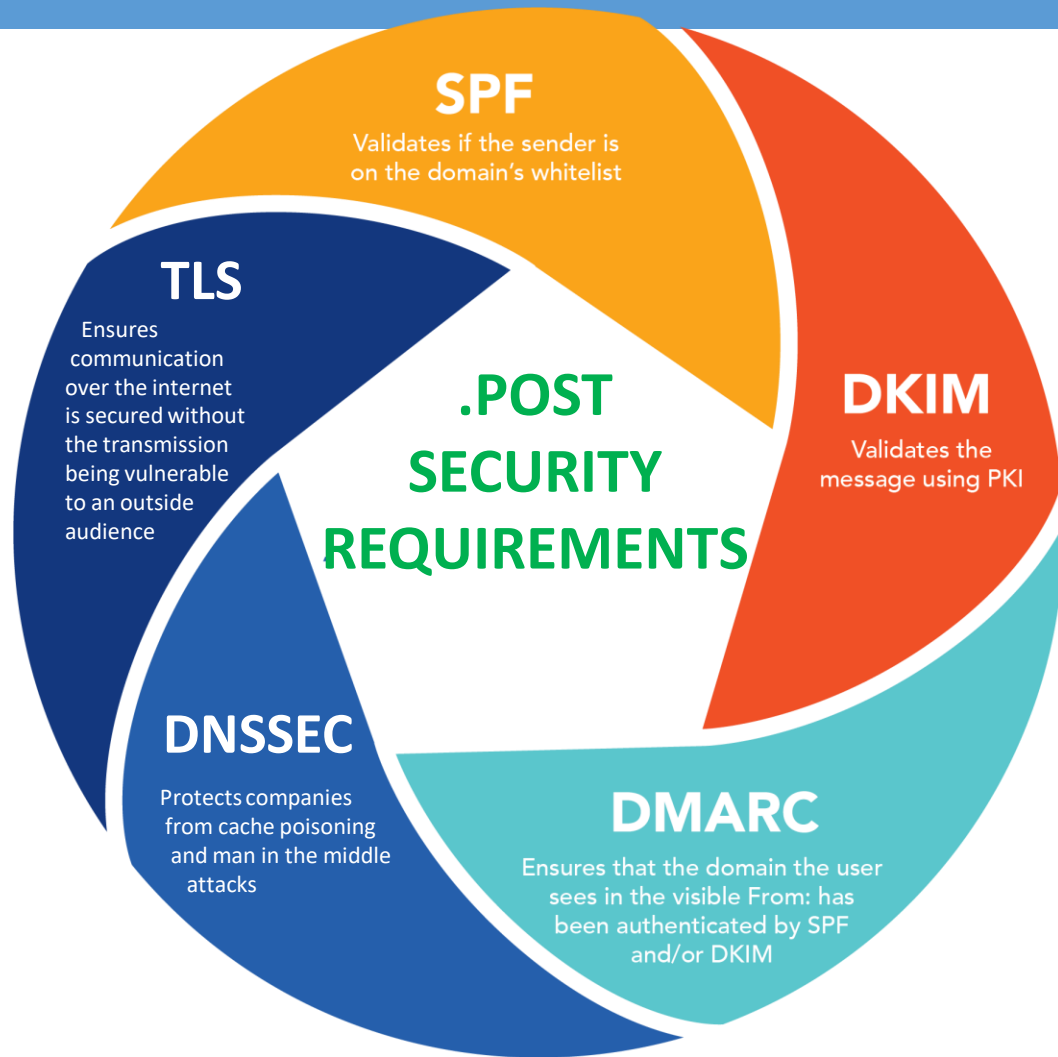 SPF
Validates if the sender is
on the domain's whitelist
TLS
Ensures
communication
over the internet
is secured without
the transmission
being vulnerable
to an outside
audience
.POST
SECURITY
REQUIREMENTS
DKIM
Validates the
message using PKI
DNSSEC
Protects companies
from cache poisoning
and man in the middle
attacks
DMARC
Ensures that the domain the user
sees in the visible From: has
been authenticated by SPF
and/or DKIM